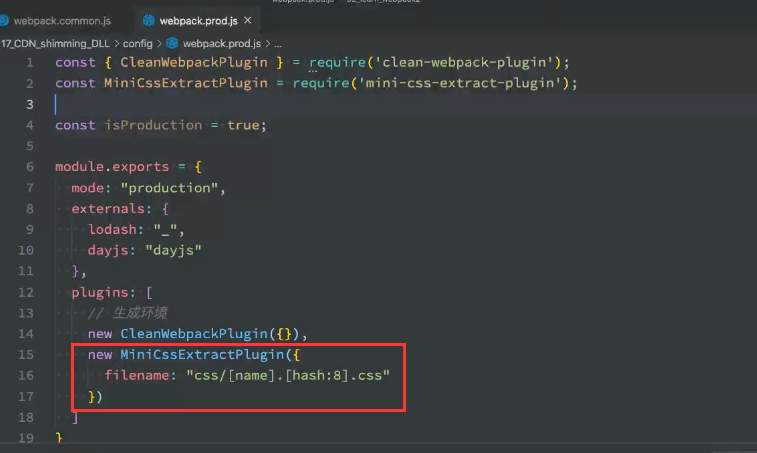 webpack.common.js webpack.prod.js ×
17_CDN_shimming_DLL > config > webpack.prod.js > ...
1 const { CleanWebpackPlugin } = require('clean-webpack-plugin');
2 const MiniCssExtractPlugin = require('mini-css-extract-plugin');
3
4 const isProduction = true;
5
6 module.exports = {
7 mode: "production",
8 externals: {
9 lodash: "_",
10 dayjs: "dayjs"
11 },
12 plugins: [
13 // 生成环境
14 new CleanWebpackPlugin({}),
15 new MiniCssExtractPlugin({
16 filename: "css/[name].[hash:8].css"
17 })
18 ]
19 }